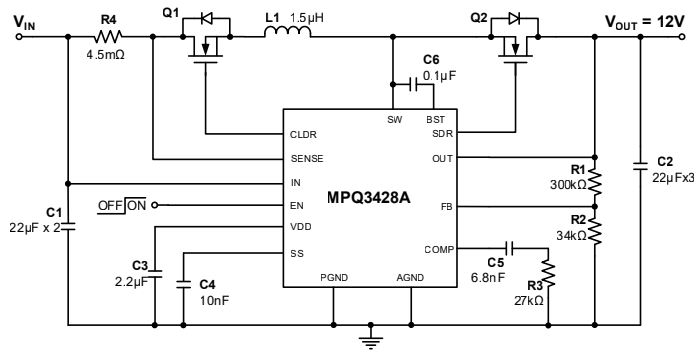 Q1
L1 1.5µH
Q2
VIN
R4
4.5mΩ
VOUT = 12V
C6
0.1µF
SW
BST
CLDR
SDR
SENSE
OUT
IN
MPQ3428A
R1
300kΩ
C2
22µFx3
OFF ON
EN
FB
C1
22µF x 2
VDD
R2
34kΩ
SS
COMP
C3
2.2µF
C4
10nF
PGND
AGND
C5
6.8nF
R3
27kΩ